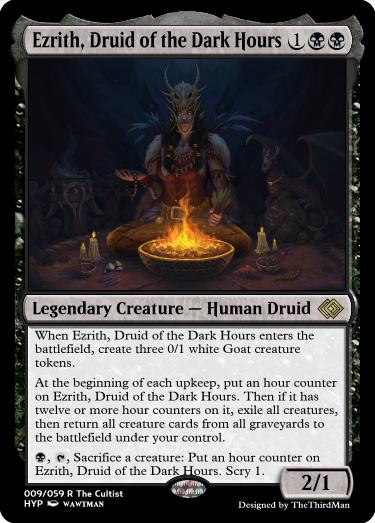 Ezrith, Druid of the Dark Hours 1
Legendary Creature — Human Druid
When Ezrith, Druid of the Dark Hours enters the
battlefield, create three 0/1 white Goat creature
tokens.
At the beginning of each upkeep, put an hour counter
on Ezrith, Druid of the Dark Hours. Then if it has
twelve or more hour counters on it, exile all creatures,
then return all creature cards from all graveyards to
the battlefield under your control.
, , Sacrifice a creature: Put an hour counter on
Ezrith, Druid of the Dark Hours. Scry 1.
2/1
009/059 R The Cultist
HYP WAWTMAN
Designed by TheThirdMan